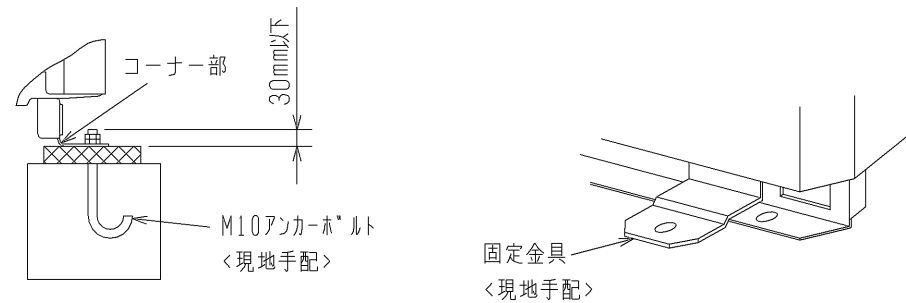 コーナー部
30mm以下
M10アンカーボルト
<現地手配>
固定金具
<現地手配>